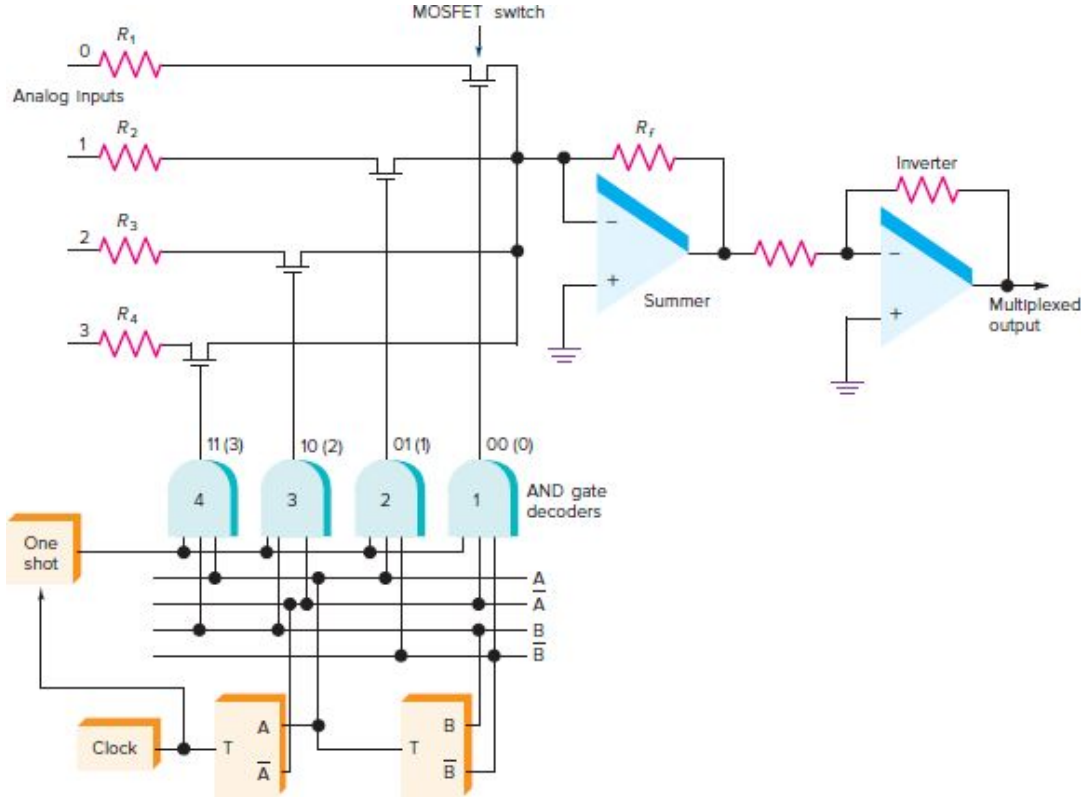 MOSFET switch
R₁
0
Analog inputs
R₂
1
R₃
2
R₄
3
R_f
Inverter
−
+
Summer
−
+
Multiplexed
output
11 (3)
10 (2)
01 (1)
00 (0)
4
3
2
1
AND gate
decoders
One
shot
A
A̅
B
B̅
Clock
T
A
A̅
T
B
B̅